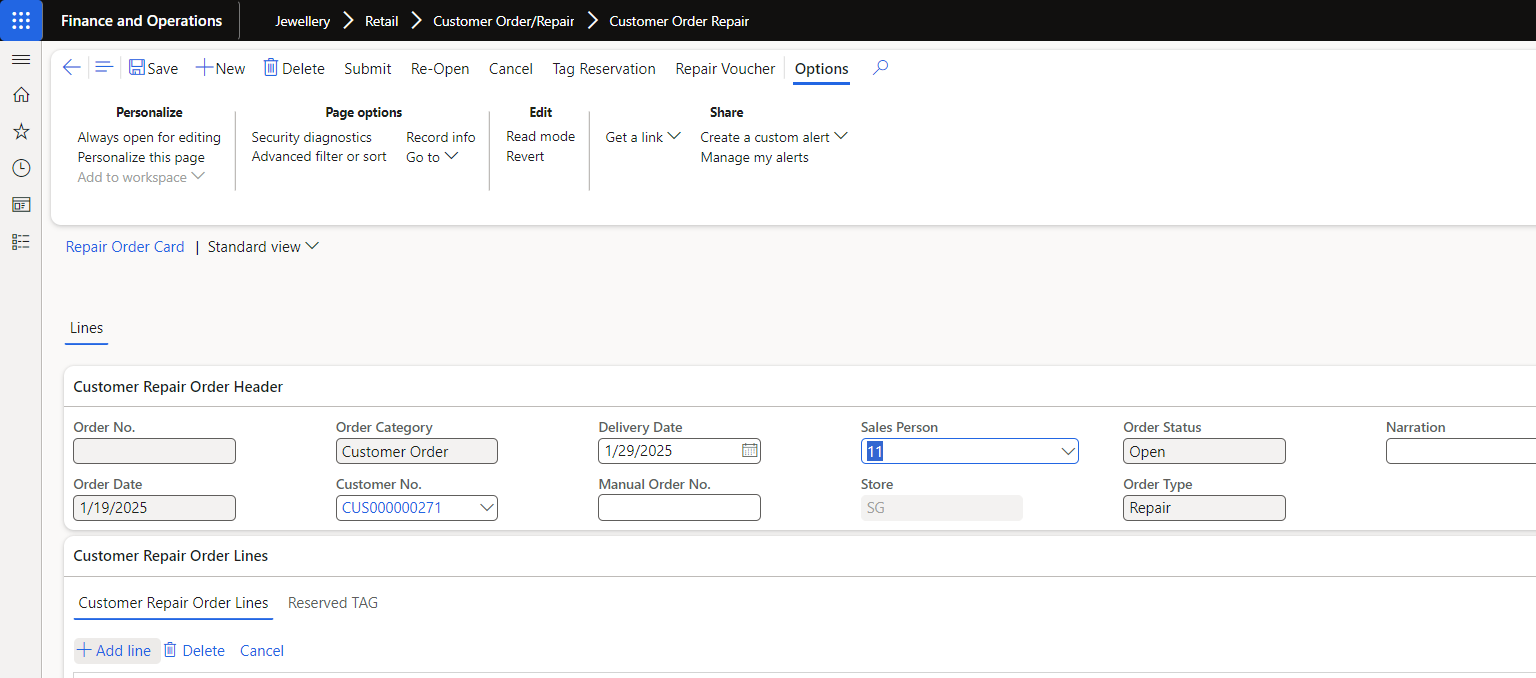 Finance and Operations Jewellery Retail Customer Order/Repair Customer Order Repair
Save New Delete Submit Re-Open Cancel Tag Reservation Repair Voucher Options
Personalize Page options Edit Share
Always open for editing Security diagnostics Record info Read mode Get a link Create a custom alert
Personalize this page Advanced filter or sort Go to Revert Manage my alerts
Add to workspace
Repair Order Card | Standard view
Lines
Customer Repair Order Header
Order No. Order Category Delivery Date Sales Person Order Status Narration
Customer Order 1/29/2025 11 Open
Order Date Customer No. Manual Order No. Store Order Type
1/19/2025 CUS000000271 SG Repair
Customer Repair Order Lines
Customer Repair Order Lines Reserved TAG
Add line Delete Cancel